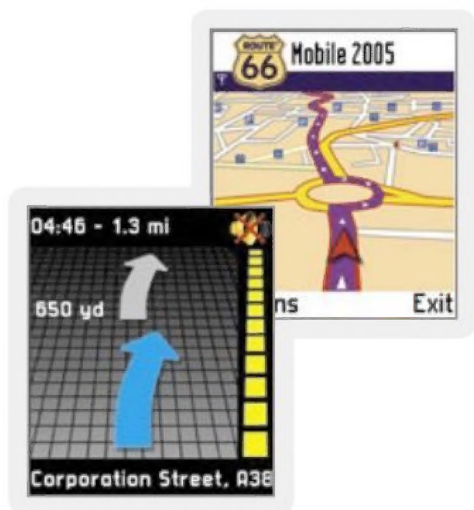 ROUTE
66
Mobile 2005
ns
Exit
04:46 - 1.3 mi
650 yd
Corporation Street, A38